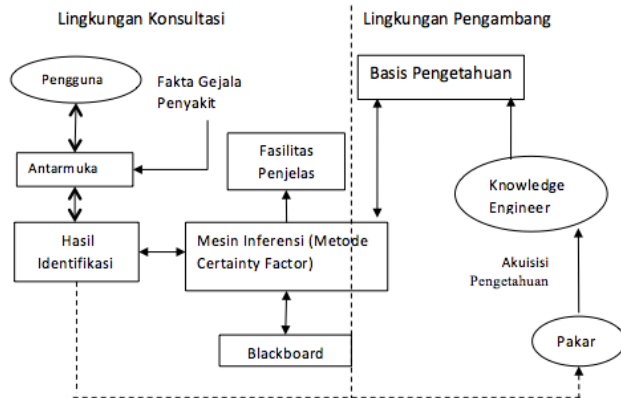 Lingkungan Konsultasi
Lingkungan Pengambang
Pengguna
Fakta Gejala
Penyakit
Basis Pengetahuan
Antarmuka
Fasilitas
Penjelas
Knowledge
Engineer
Hasil
Identifikasi
Mesin Inferensi (Metode
Certainty Factor)
Akuisisi
Pengetahuan
Blackboard
Pakar